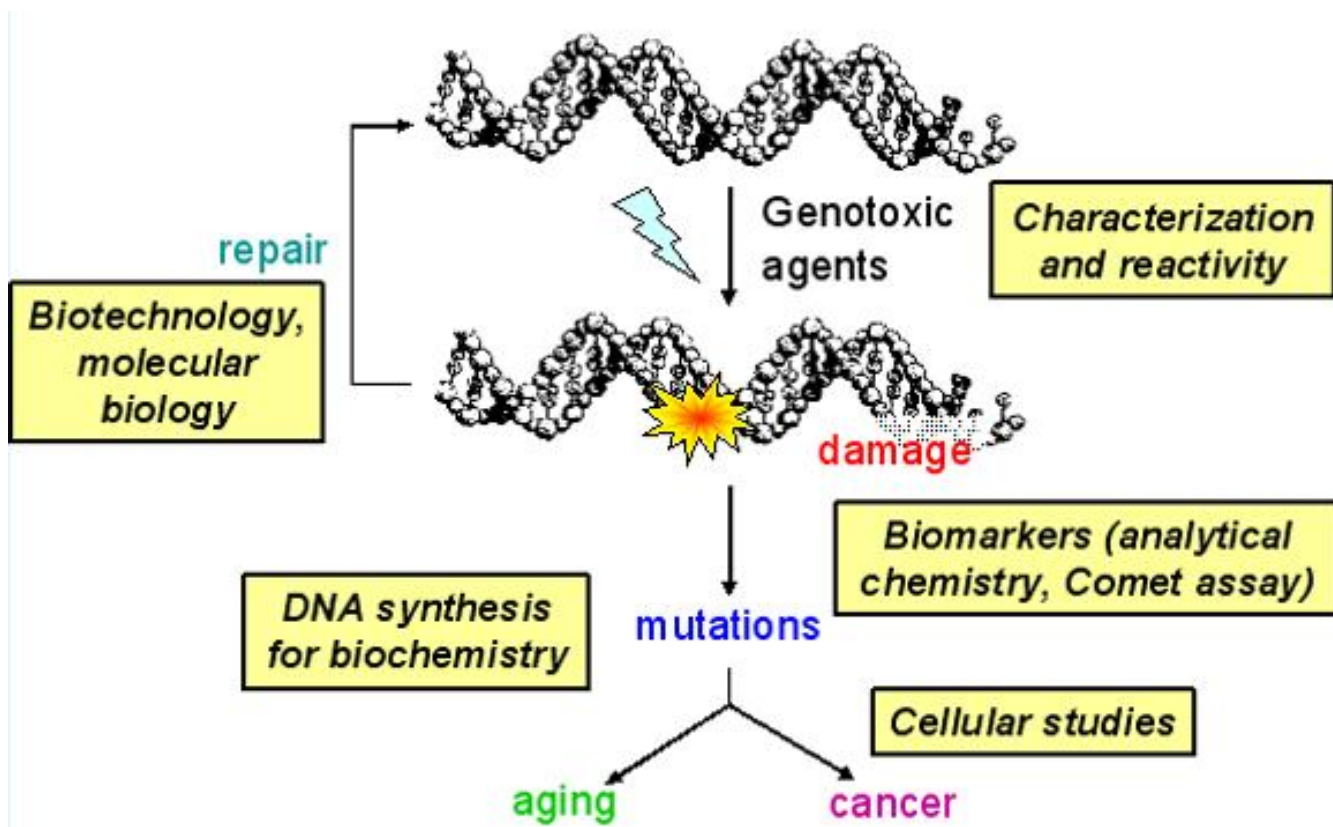 Genotoxic
agents
Characterization
and reactivity
repair
Biotechnology,
molecular
biology
damage
Biomarkers (analytical
chemistry, Comet assay)
DNA synthesis
for biochemistry
mutations
Cellular studies
aging
cancer